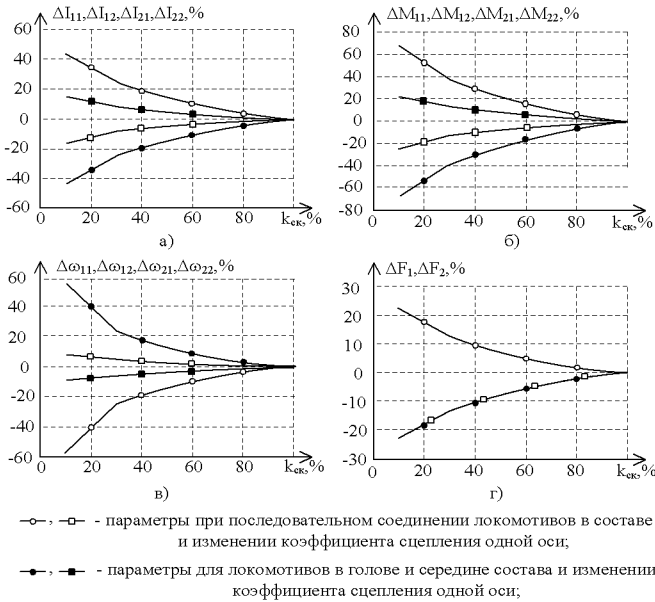 ΔI11,ΔI12,ΔI21,ΔI22,%
60
40
20
0
-20
-40
-60
0 20 40 60 80 kск,%
а)
ΔM11,ΔM12,ΔM21,ΔM22,%
80
60
40
20
0
-20
-40
-60
-80
0 20 40 60 80 kск,%
б)
Δω11,Δω12,Δω21,Δω22,%
60
40
20
0
-20
-40
-60
0 20 40 60 80 kск,%
в)
ΔF1,ΔF2,%
30
20
10
0
-10
-20
-30
0 20 40 60 80 kск,%
г)
, - параметры при последовательном соединении локомотивов в составе
и изменении коэффициента сцепления одной оси;
, - параметры для локомотивов в голове и середине состава и изменении
коэффициента сцепления одной оси;